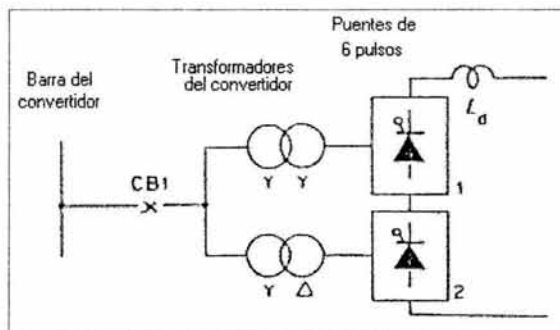 Puentes de
6 pulsos
Barra del
convertidor
Transformadores
del convertidor
CB1
Y Y
Y Δ
L d
1
2